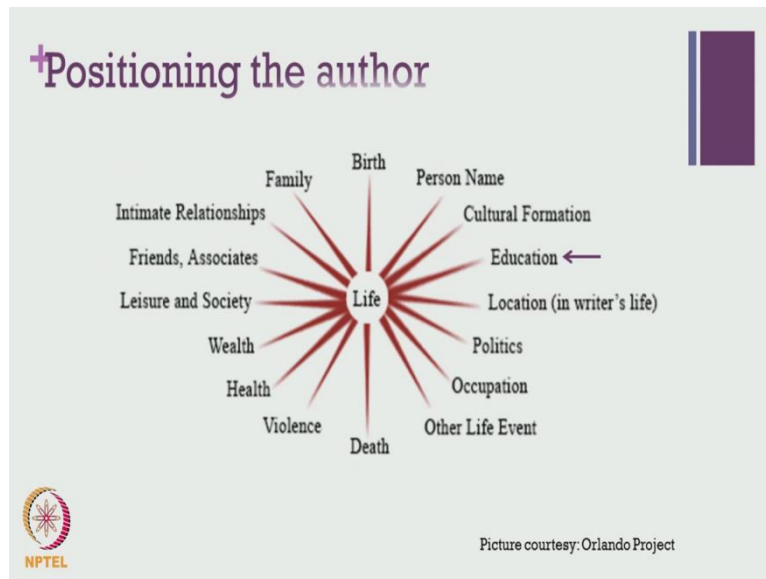 +Positioning the author
Birth
Family
Person Name
Intimate Relationships
Cultural Formation
Friends, Associates
Education
Leisure and Society
Life
Location (in writer's life)
Wealth
Politics
Health
Occupation
Violence
Other Life Event
Death
NPTEL
Picture courtesy: Orlando Project